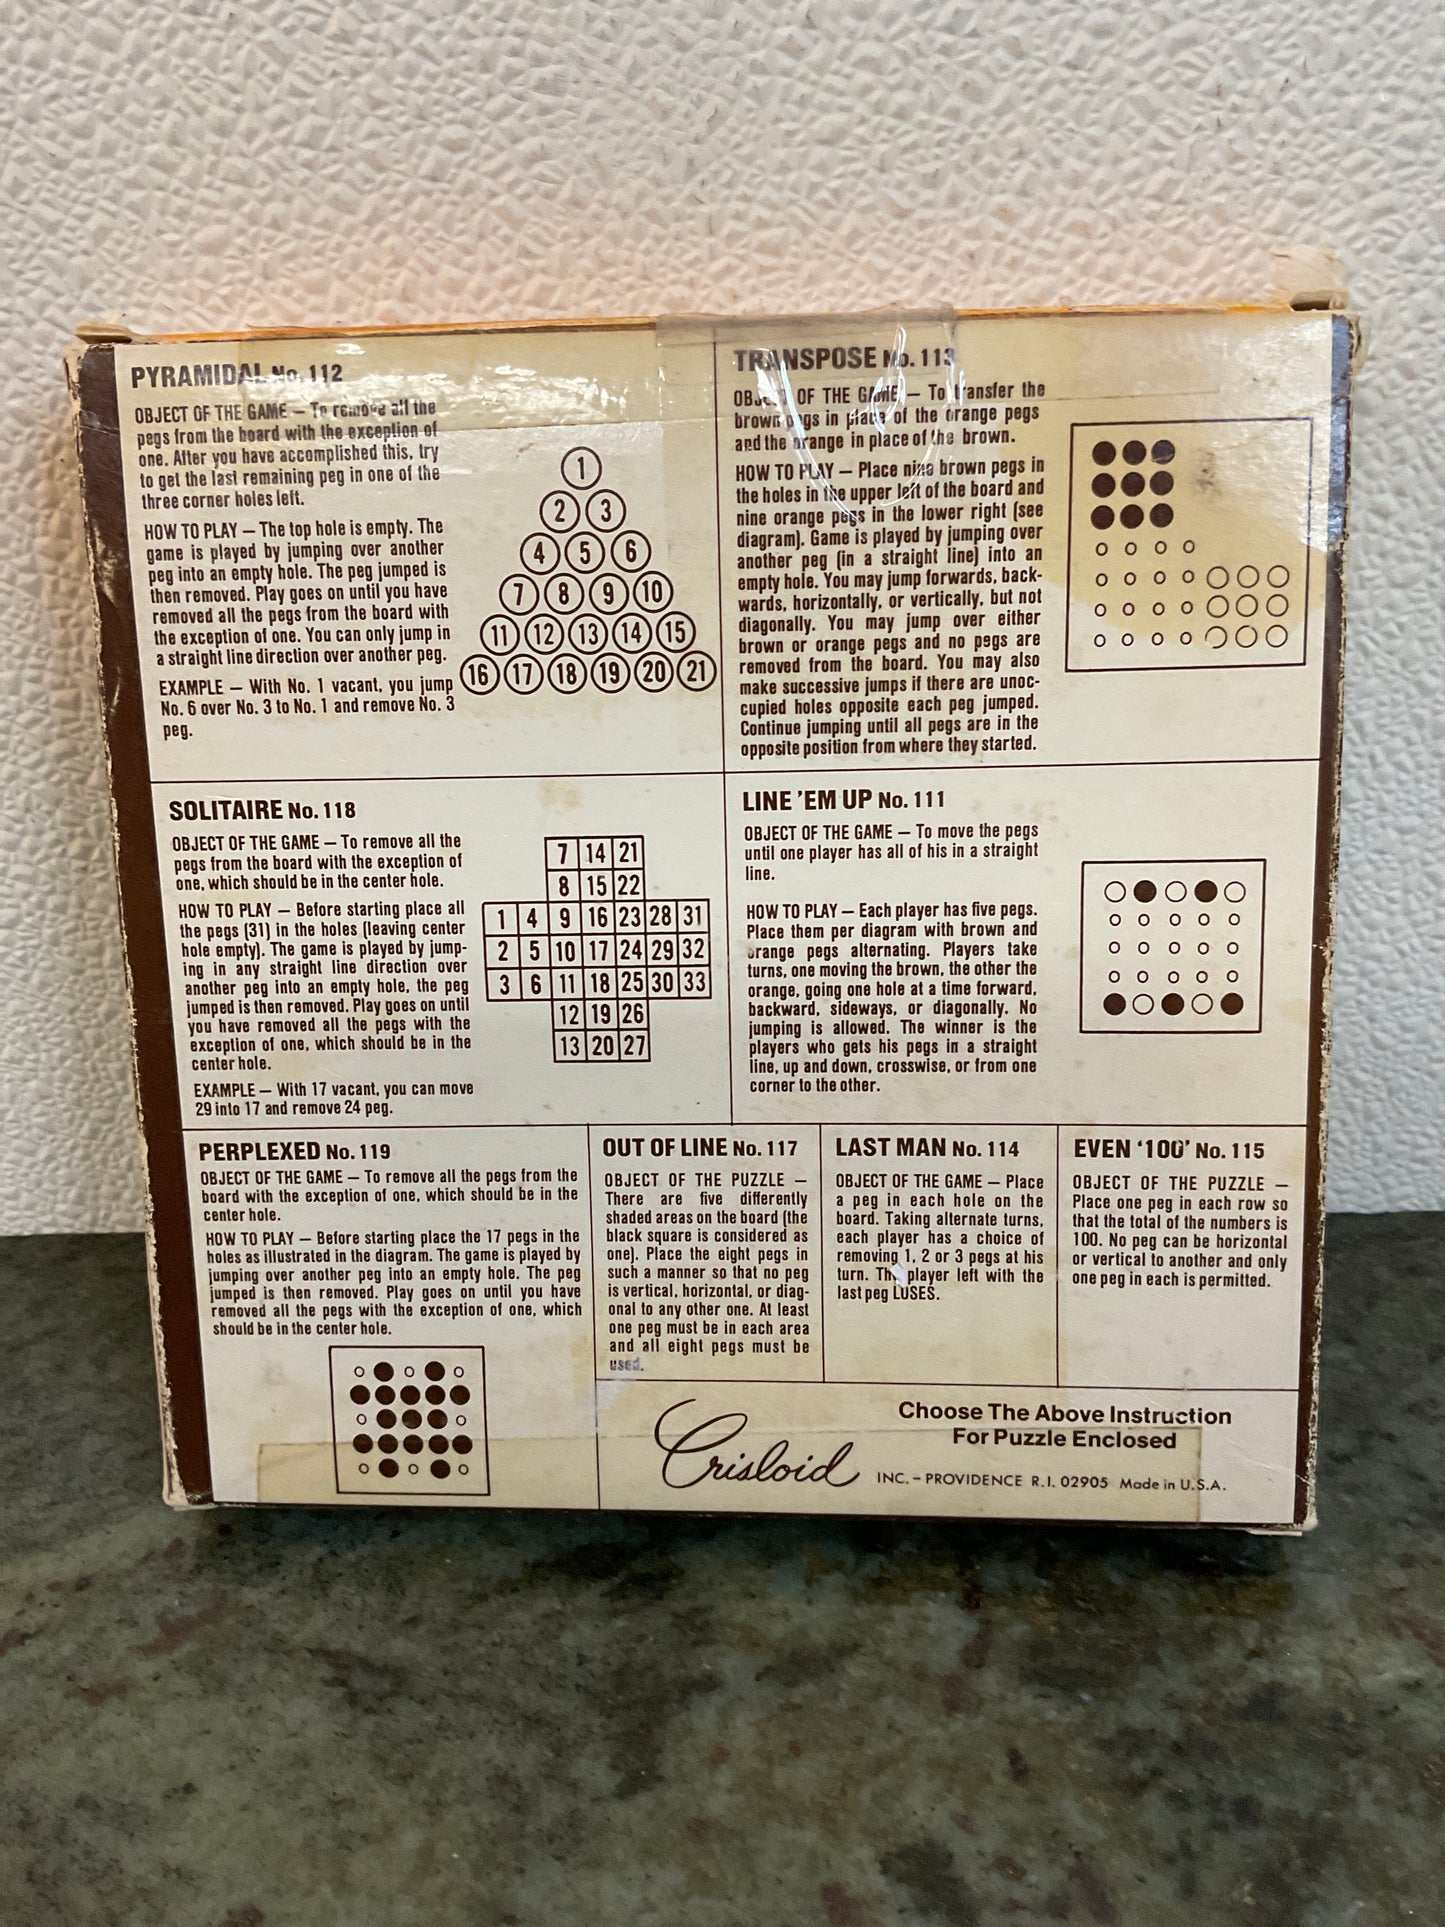 PYRAMIDAL No. 112
OBJECT OF THE GAME — To remove all the
pegs from the board with the exception of
one. After you have accomplished this, try
to get the last remaining peg in one of the
three corner holes left.
HOW TO PLAY — The top hole is empty. The
game is played by jumping over another
peg into an empty hole. The peg jumped is
then removed. Play goes on until you have
removed all the pegs from the board with
the exception of one. You can only jump in
a straight line direction over another peg.
EXAMPLE — With No. 1 vacant, you jump
No. 6 over No. 3 to No. 1 and remove No. 3
peg.
1
2 3
4 5 6
7 8 9 10
11 12 13 14 15
16 17 18 19 20 21
TRANSPOSE No. 113
OBJECT OF THE GAME — To transfer the
brown pegs in place of the orange pegs
and the orange in place of the brown.
HOW TO PLAY — Place nine brown pegs in
the holes in the upper left of the board and
nine orange pegs in the lower right (see
diagram). Game is played by jumping over
another peg (in a straight line) into an
empty hole. You may jump forwards, back-
wards, horizontally, or vertically, but not
diagonally. You may jump over either
brown or orange pegs and no pegs are
removed from the board. You may also
make successive jumps if there are unoc-
cupied holes opposite each peg jumped.
Continue jumping until all pegs are in the
opposite position from where they started.
SOLITAIRE No. 118
OBJECT OF THE GAME — To remove all the
pegs from the board with the exception of
one, which should be in the center hole.
HOW TO PLAY — Before starting place all
the pegs (31) in the holes (leaving center
hole empty). The game is played by jump-
ing in any straight line direction over
another peg into an empty hole, the peg
jumped is then removed. Play goes on until
you have removed all the pegs with the
exception of one, which should be in the
center hole.
EXAMPLE — With 17 vacant, you can move
29 into 17 and remove 24 peg.
7 14 21
8 15 22
1 4 9 16 23 28 31
2 5 10 17 24 29 32
3 6 11 18 25 30 33
12 19 26
13 20 27
LINE 'EM UP No. 111
OBJECT OF THE GAME — To move the pegs
until one player has all of his in a straight
line.
HOW TO PLAY — Each player has five pegs.
Place them per diagram with brown and
orange pegs alternating. Players take
turns, one moving the brown, the other the
orange, going one hole at a time forward,
backward, sideways, or diagonally. No
jumping is allowed. The winner is the
players who gets his pegs in a straight
line, up and down, crosswise, or from one
corner to the other.
PERPLEXED No. 119
OBJECT OF THE GAME — To remove all the pegs from the
board with the exception of one, which should be in the
center hole.
HOW TO PLAY — Before starting place the 17 pegs in the
holes as illustrated in the diagram. The game is played by
jumping over another peg into an empty hole. The peg
jumped is then removed. Play goes on until you have
removed all the pegs with the exception of one, which
should be in the center hole.
OUT OF LINE No. 117
OBJECT OF THE PUZZLE —
There are five differently
shaded areas on the board (the
black square is considered as
one). Place the eight pegs in
such a manner so that no peg
is vertical, horizontal, or diag-
onal to any other one. At least
one peg must be in each area
and all eight pegs must be
used.
LAST MAN No. 114
OBJECT OF THE GAME — Place
a peg in each hole on the
board. Taking alternate turns,
each player has a choice of
removing 1, 2 or 3 pegs at his
turn. The player left with the
last peg LOSES.
EVEN '100' No. 115
OBJECT OF THE PUZZLE —
Place one peg in each row so
that the total of the numbers is
100. No peg can be horizontal
or vertical to another and only
one peg in each is permitted.
Choose The Above Instruction
For Puzzle Enclosed
Crisloid INC. – PROVIDENCE R.I. 02905 Made in U.S.A.